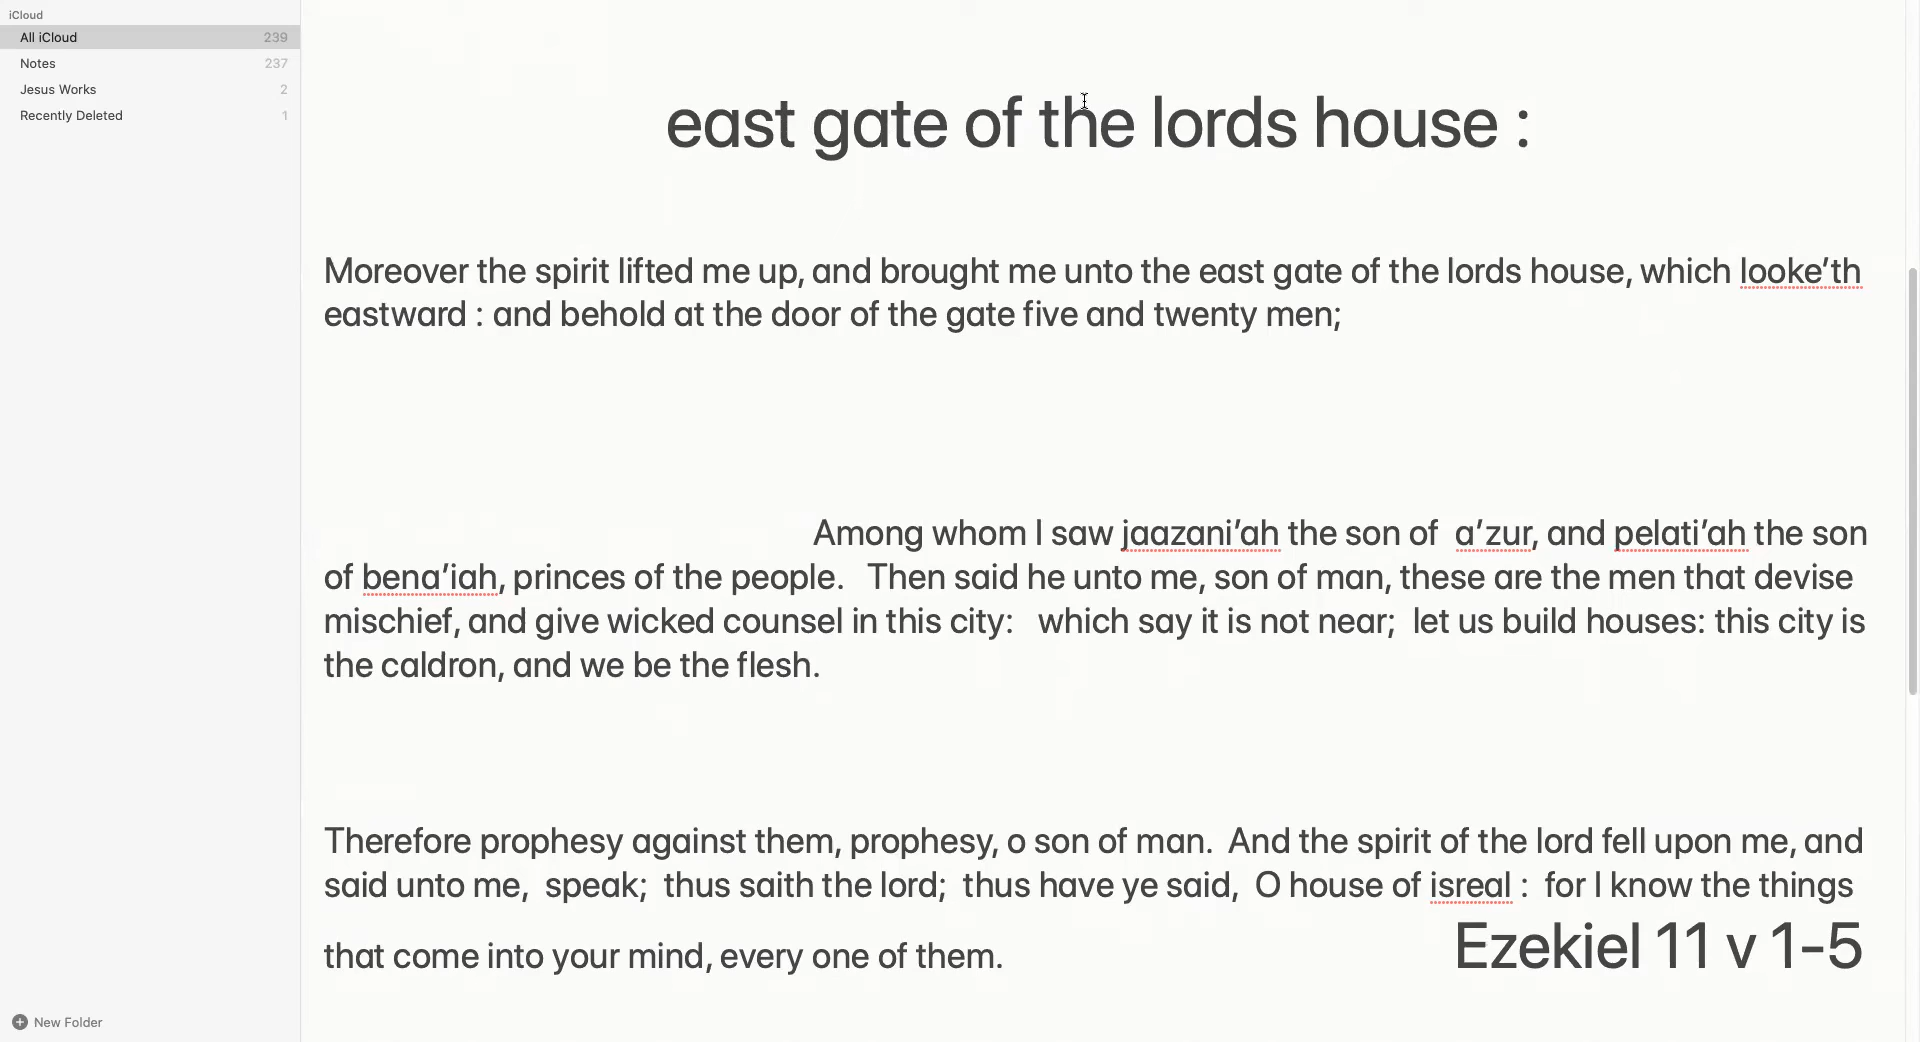 iCloud
All iCloud 239
Notes 237
Jesus Works 2
Recently Deleted 1
east gate of the lords house :
Moreover the spirit lifted me up, and brought me unto the east gate of the lords house, which looke’th
eastward : and behold at the door of the gate five and twenty men;
Among whom I saw jaazani’ah the son of a’zur, and pelati’ah the son
of bena’iah, princes of the people. Then said he unto me, son of man, these are the men that devise
mischief, and give wicked counsel in this city: which say it is not near; let us build houses: this city is
the caldron, and we be the flesh.
Therefore prophesy against them, prophesy, o son of man. And the spirit of the lord fell upon me, and
said unto me, speak; thus saith the lord; thus have ye said, O house of isreal : for I know the things
that come into your mind, every one of them. Ezekiel 11 v 1-5
New Folder